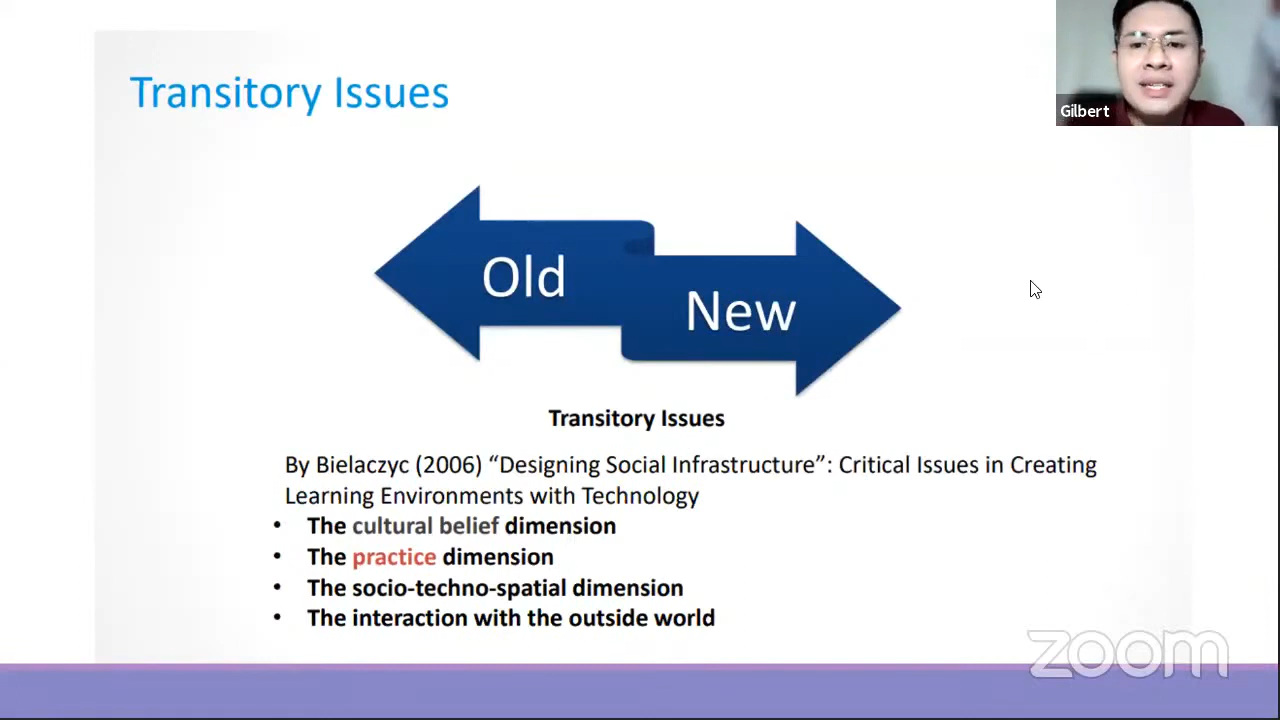 Transitory Issues
Gilbert
Old
New
Transitory Issues
By Bielaczyc (2006) “Designing Social Infrastructure”: Critical Issues in Creating
Learning Environments with Technology
• The cultural belief dimension
• The practice dimension
• The socio-techno-spatial dimension
• The interaction with the outside world
zoom